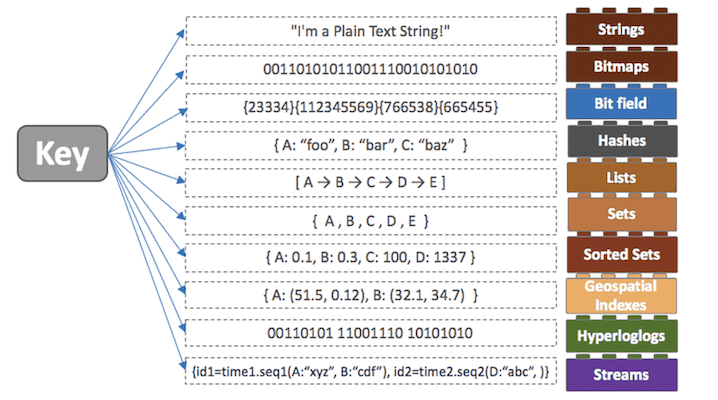 Key
"I'm a Plain Text String!"
Strings
00110101011001110010101010
Bitmaps
{23334}{112345569}{766538}{665455}
Bit field
{ A: “foo”, B: “bar”, C: “baz” }
Hashes
[ A → B → C → D → E ]
Lists
{ A , B , C , D , E }
Sets
{ A: 0.1, B: 0.3, C: 100, D: 1337 }
Sorted Sets
{ A: (51.5, 0.12), B: (32.1, 34.7) }
Geospatial
Indexes
00110101 11001110 10101010
Hyperloglogs
{id1=time1.seq1(A:“xyz”, B:“cdf”), id2=time2.seq2(D:“abc”, )}
Streams